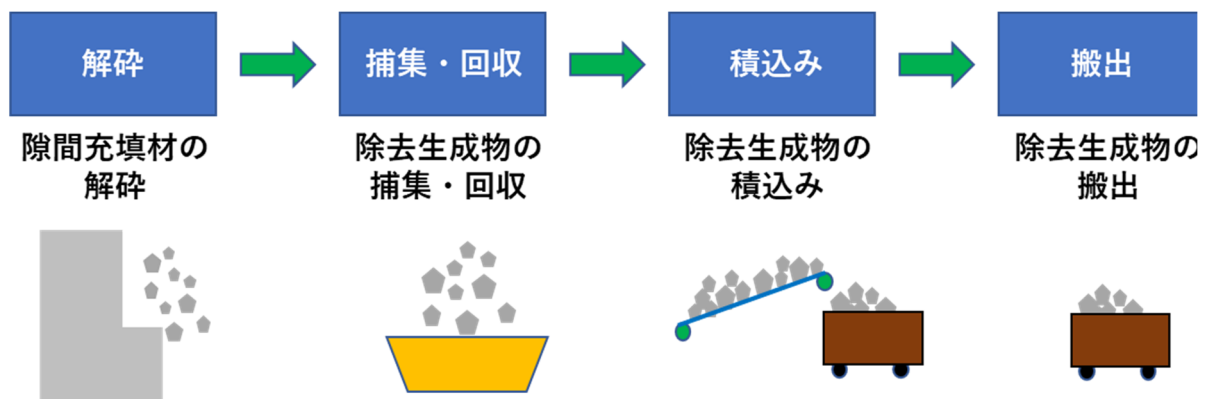 解砕
捕集・回収
積込み
搬出
隙間充填材の
解砕
除去生成物の
捕集・回収
除去生成物の
積込み
除去生成物の
搬出